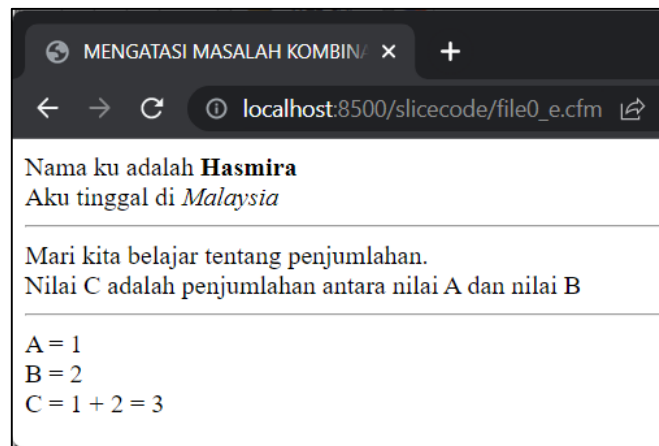 MENGATASI MASALAH KOMBINA
localhost:8500/slicecode/file0_e.cfm
Nama ku adalah Hasmira
Aku tinggal di Malaysia
Mari kita belajar tentang penjumlahan.
Nilai C adalah penjumlahan antara nilai A dan nilai B
A = 1
B = 2
C = 1 + 2 = 3